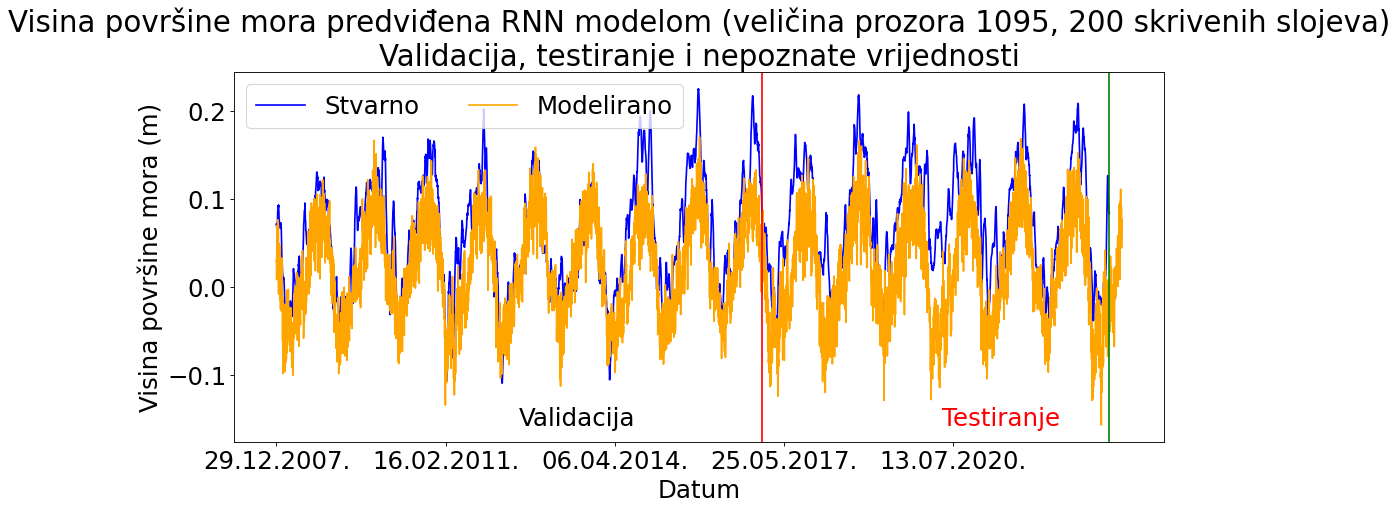 Visina površine mora predviđena RNN modelom (veličina prozora 1095, 200 skrivenih slojeva)
Validacija, testiranje i nepoznate vrijednosti
Stvarno Modelirano
0.2
0.1
0.0
−0.1
Visina površine mora (m)
Validacija Testiranje
29.12.2007. 16.02.2011. 06.04.2014. 25.05.2017. 13.07.2020.
Datum